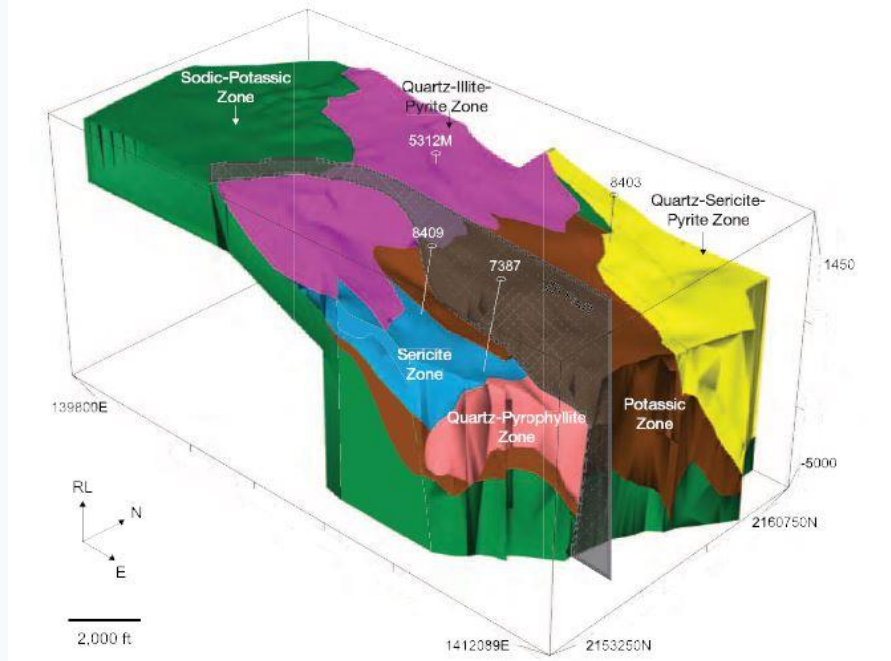 Sodic-Potassic
Zone
Quartz-Illite-
Pyrite Zone
5312M
8403
Quartz-Sericite-
Pyrite Zone
8409
7387
1450
Sericite
Zone
Quartz-Pyrophyllite
Zone
Potassic
Zone
139800E
-5000
RL
N
E
2160750N
2,000 ft
1412089E
2153250N